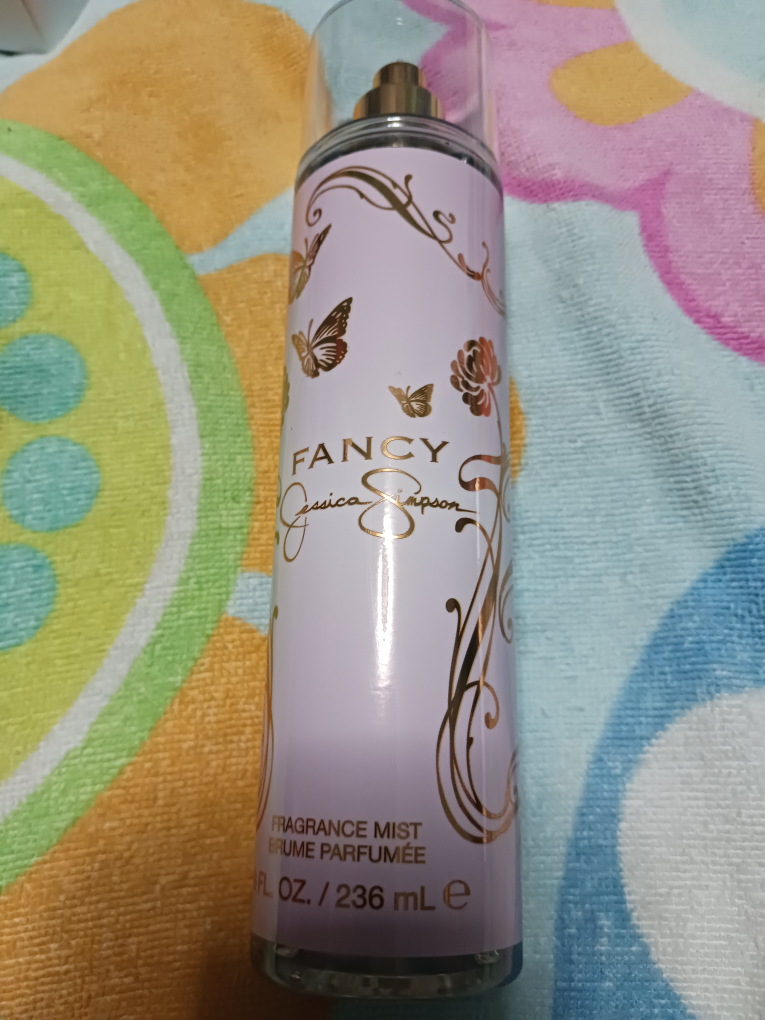 FANCY
Jessica Simpson
FRAGRANCE MIST
BRUME PARFUMÉE
FL. OZ. / 236 mL ℮